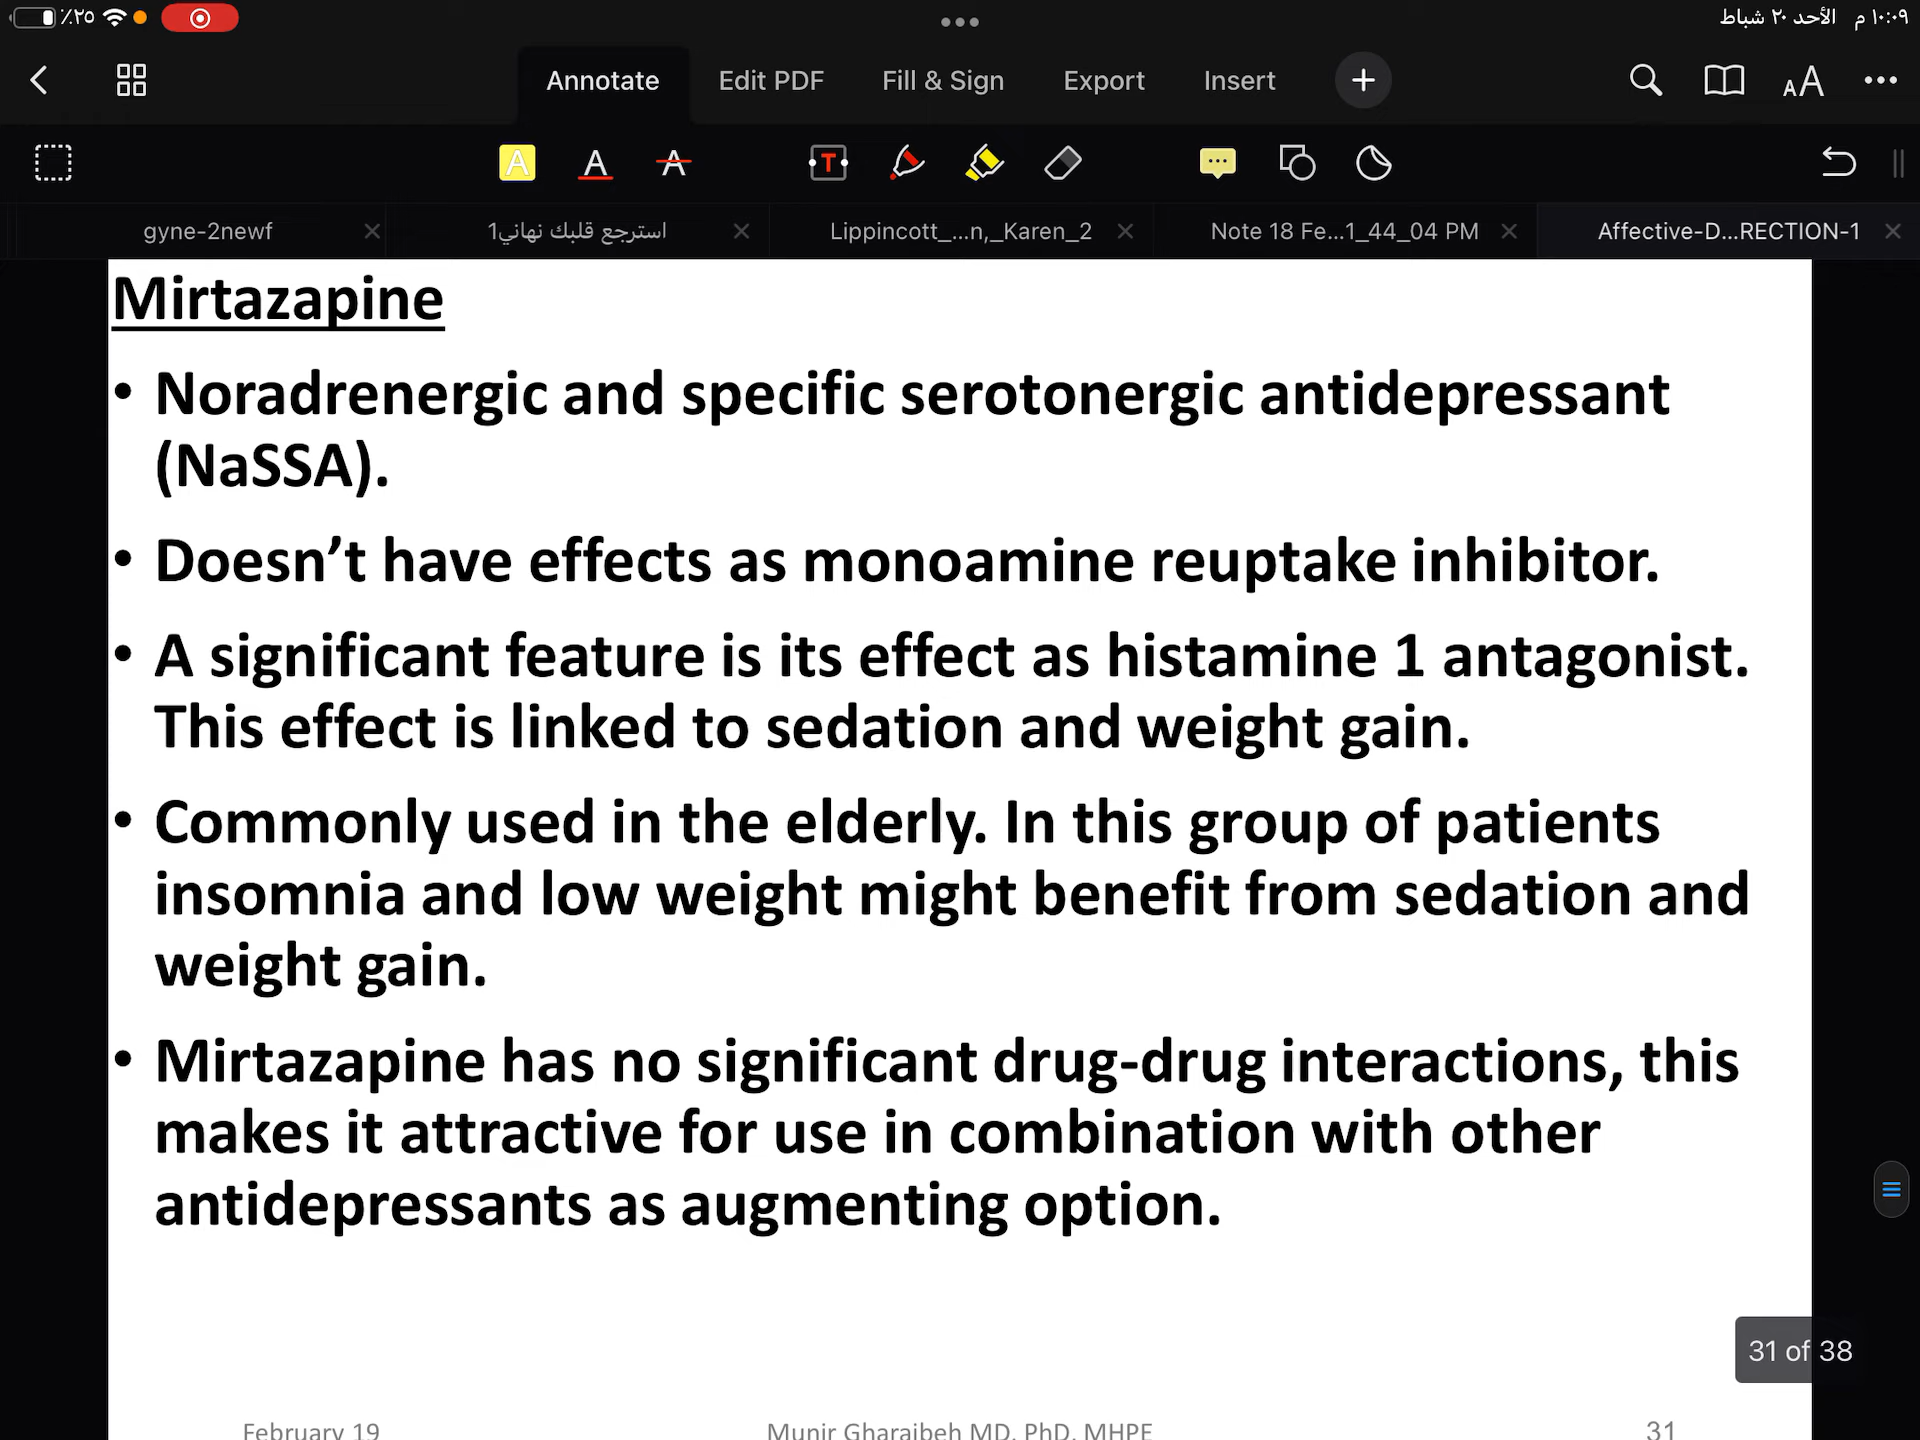 ٪٢٥
١٠:٠٩ م الأحد ٢٠ شباط
Annotate Edit PDF Fill & Sign Export Insert
AA
A A A T
gyne-2newf استرجع قلبك نهاني1 Lippincott_...n,_Karen_2 Note 18 Fe...1_44_04 PM Affective-D...RECTION-1
Mirtazapine
• Noradrenergic and specific serotonergic antidepressant
(NaSSA).
• Doesn’t have effects as monoamine reuptake inhibitor.
• A significant feature is its effect as histamine 1 antagonist.
This effect is linked to sedation and weight gain.
• Commonly used in the elderly. In this group of patients
insomnia and low weight might benefit from sedation and
weight gain.
• Mirtazapine has no significant drug-drug interactions, this
makes it attractive for use in combination with other
antidepressants as augmenting option.
31 of 38
February 19 Munir Gharaibeh MD, PhD, MHPE 31